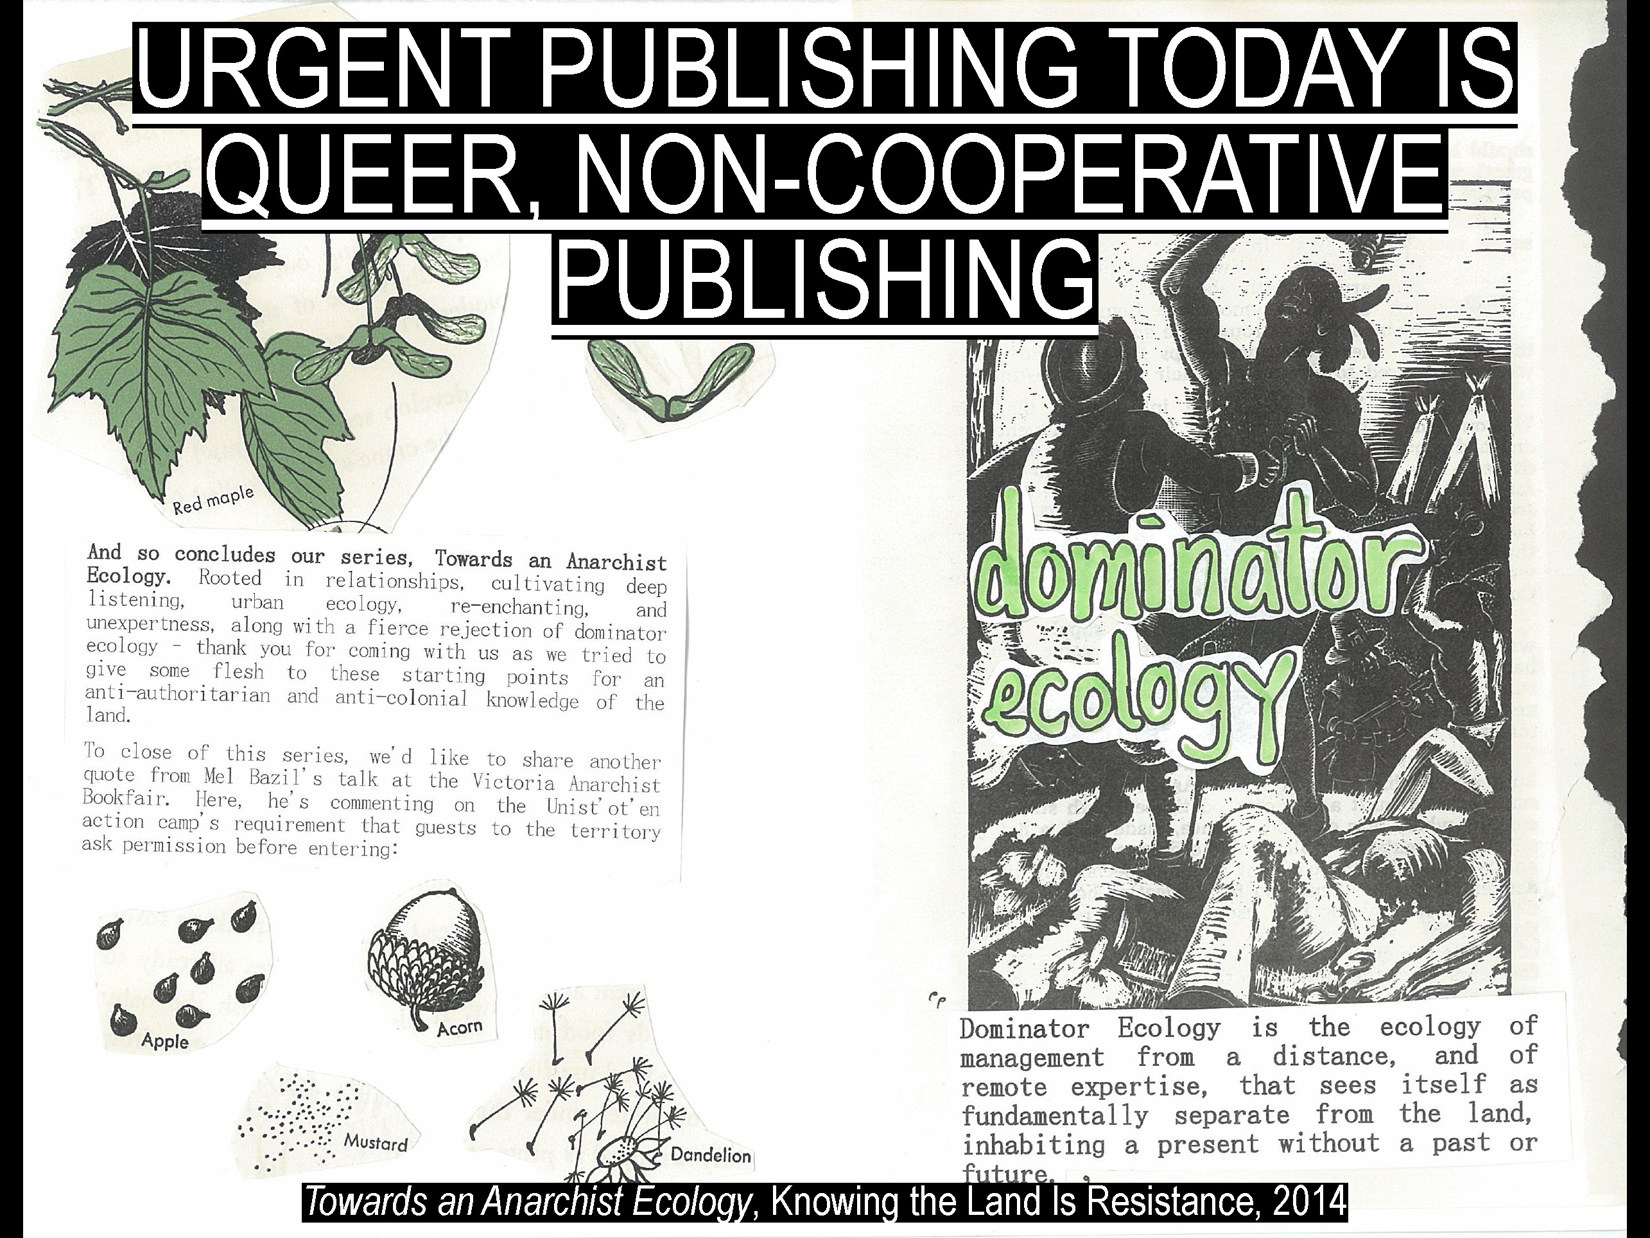 URGENT PUBLISHING TODAY IS
QUEER, NON-COOPERATIVE
PUBLISHING
Red maple
And so concludes our series, Towards an Anarchist
Ecology. Rooted in relationships, cultivating deep
listening, urban ecology, re-enchanting, and
unexpertness, along with a fierce rejection of dominator
ecology - thank you for coming with us as we tried to
give some flesh to these starting points for an
anti-authoritarian and anti-colonial knowledge of the
land.
To close of this series, we'd like to share another
quote from Mel Bazil's talk at the Victoria Anarchist
Bookfair. Here, he's commenting on the Unist'ot'en
action camp's requirement that guests to the territory
ask permission before entering:
Apple
Acorn
Mustard
Dandelion
dominator
ecology
Dominator Ecology is the ecology of
management from a distance, and of
remote expertise, that sees itself as
fundamentally separate from the land,
inhabiting a present without a past or
future.
Towards an Anarchist Ecology, Knowing the Land Is Resistance, 2014